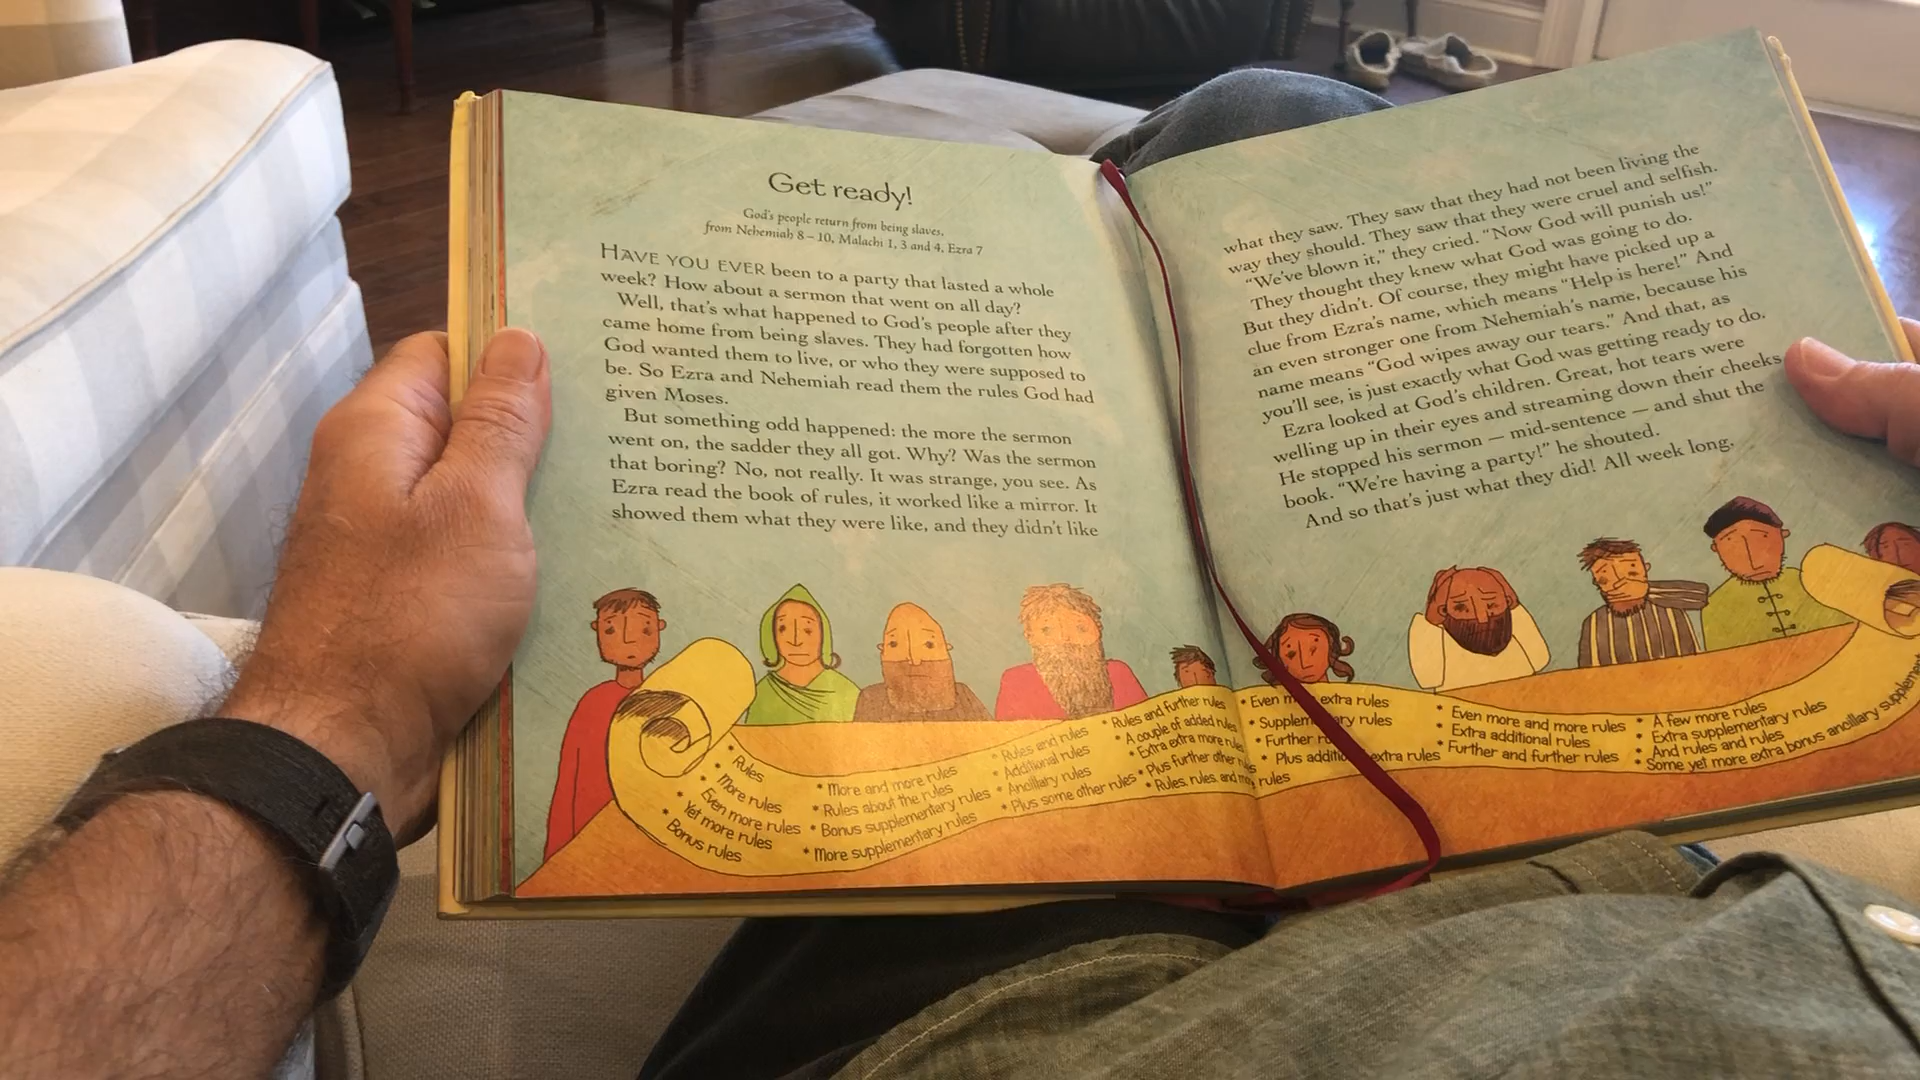 Get ready!
God's people return from being slaves.
from Nehemiah 8 – 10, Malachi 1, 3 and 4, Ezra 7
HAVE YOU EVER been to a party that lasted a whole
week? How about a sermon that went on all day?
Well, that's what happened to God's people after they
came home from being slaves. They had forgotten how
God wanted them to live, or who they were supposed to
be. So Ezra and Nehemiah read them the rules God had
given Moses.
But something odd happened: the more the sermon
went on, the sadder they all got. Why? Was the sermon
that boring? No, not really. It was strange, you see. As
Ezra read the book of rules, it worked like a mirror. It
showed them what they were like, and they didn't like
• Rules
• More rules
• Even more rules
• Yet more rules
• Bonus rules
• More and more rules
• Rules about the rules
• Bonus supplementary rules
• More supplementary rules
• Rules and rules
• Additional rules
• Ancillary rules
• Plus some other rules
• Rules and further rules
• A couple of added rules
• Extra extra more rules
• Plus further other
• Rules, rules, and more rules
what they saw. They saw that they had not been living the
way they should. They saw that they were cruel and selfish.
"We've blown it," they cried. "Now God will punish us!"
They thought they knew what God was going to do.
But they didn't. Of course, they might have picked up a
clue from Ezra's name, which means "Help is here!" And
an even stronger one from Nehemiah's name, because his
name means "God wipes away our tears." And that, as
you'll see, is just exactly what God was getting ready to do.
Ezra looked at God's children. Great, hot tears were
welling up in their eyes and streaming down their cheeks
He stopped his sermon — mid-sentence — and shut the
book. "We're having a party!" he shouted.
And so that's just what they did! All week long.
• Even extra rules
• rules
• Further
• Plus extra rules
• Even more and more rules
• Extra additional rules
• Further and further rules
• A few more rules
• Extra supplementary rules
• And rules and rules
• Some yet more extra bonus ancillary